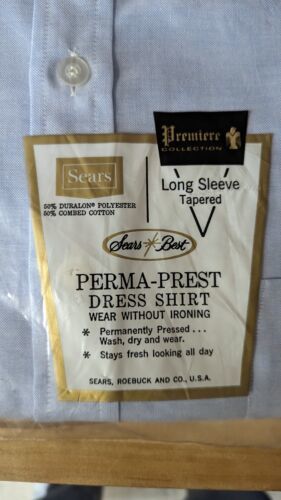 Premiere
COLLECTION
Sears
50% DURALON® POLYESTER
50% COMBED COTTON
Long Sleeve
Tapered
Sears Best
PERMA-PREST
DRESS SHIRT
WEAR WITHOUT IRONING
* Permanently Pressed...
Wash, dry and wear.
* Stays fresh looking all day
SEARS, ROEBUCK AND CO., U.S.A.